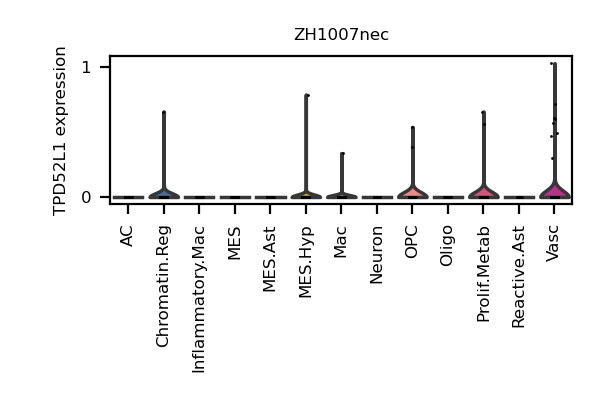 ZH1007nec
TPD52L1 expression
1
0
AC
Chromatin.Reg
Inflammatory.Mac
MES
MES.Ast
MES.Hyp
Mac
Neuron
OPC
Oligo
Prolif.Metab
Reactive.Ast
Vasc